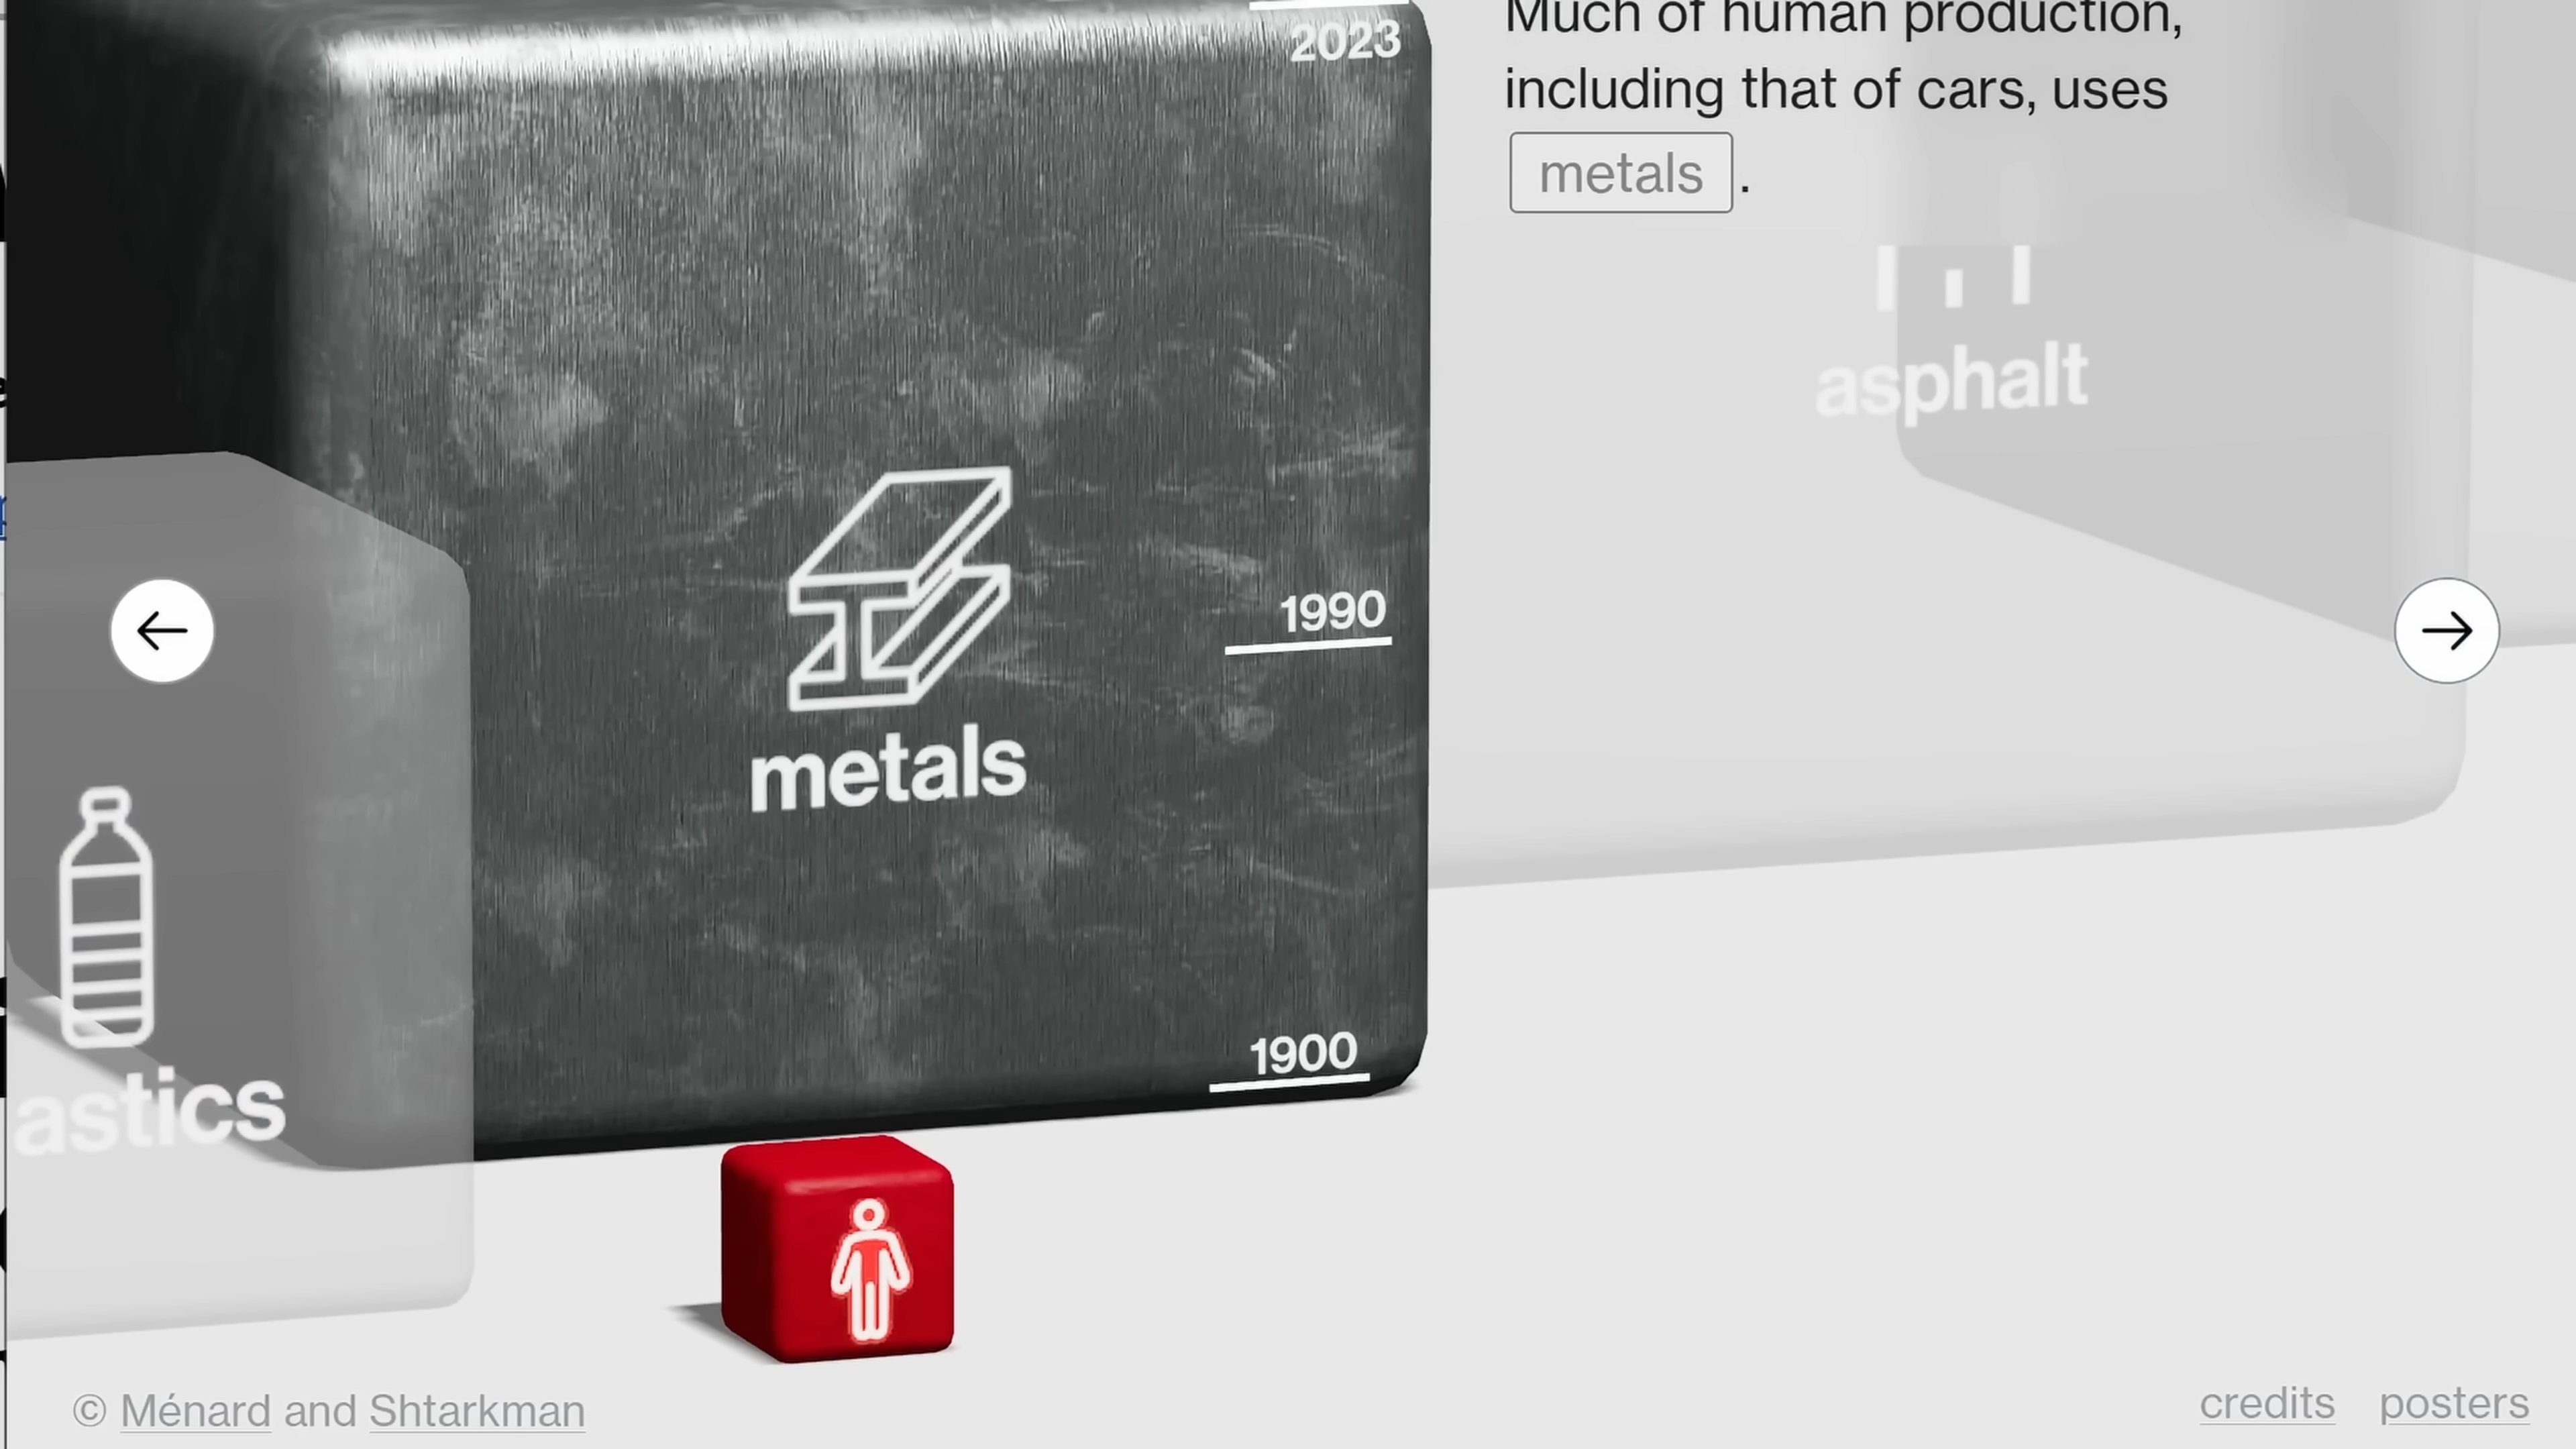 2023
Much of human production,
including that of cars, uses
metals.
asphalt
1990
metals
1900
astics
© Ménard and Shtarkman
credits posters